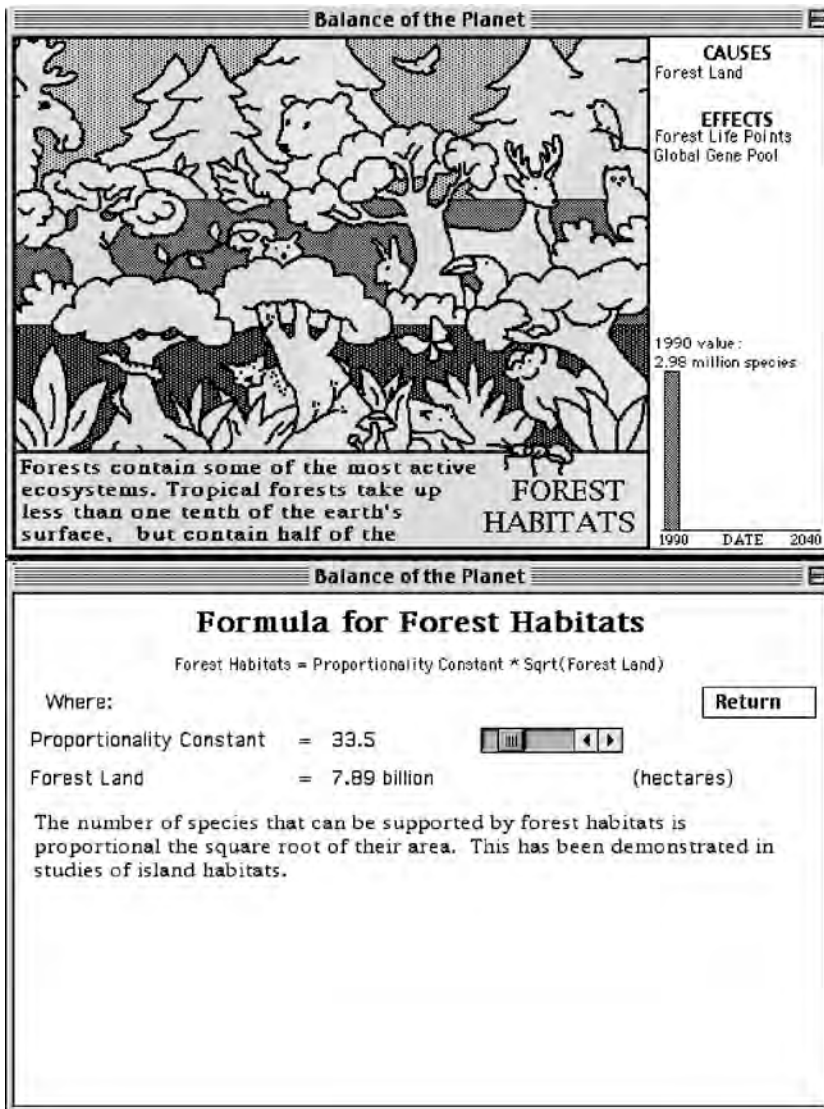 Balance of the Planet
CAUSES
Forest Land
EFFECTS
Forest Life Points
Global Gene Pool
1990 value:
2.98 million species
1990 DATE 2040
Forests contain some of the most active
ecosystems. Tropical forests take up
less than one tenth of the earth's
surface, but contain half of the
FOREST
HABITATS
Balance of the Planet
Formula for Forest Habitats
Forest Habitats = Proportionality Constant * Sqrt(Forest Land)
Where:
Return
Proportionality Constant = 33.5
Forest Land = 7.89 billion (hectares)
The number of species that can be supported by forest habitats is
proportional the square root of their area. This has been demonstrated in
studies of island habitats.